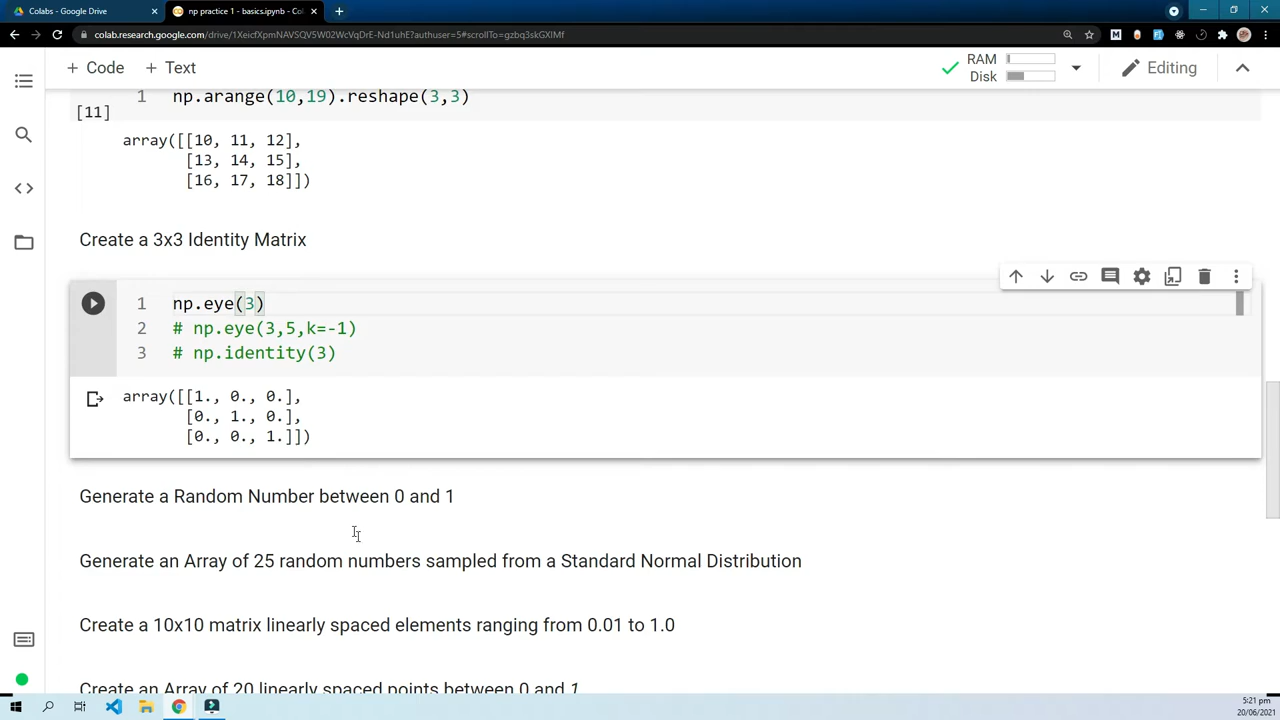 Colabs - Google Drive
np practice 1 - basics.ipynb - Col
colab.research.google.com/drive/1XeicfXpmNAVSQV5W02WcVqDrE-Nd1uhE?authuser=5#scrollTo=gzbq3skGXlMf
+ Code + Text
RAM
Disk
Editing
[11]
1 np.arange(10,19).reshape(3,3)
array([[10, 11, 12],
[13, 14, 15],
[16, 17, 18]])
Create a 3x3 Identity Matrix
1 np.eye(3)
2 # np.eye(3,5,k=-1)
3 # np.identity(3)
array([[1., 0., 0.],
[0., 1., 0.],
[0., 0., 1.]])
Generate a Random Number between 0 and 1
Generate an Array of 25 random numbers sampled from a Standard Normal Distribution
Create a 10x10 matrix linearly spaced elements ranging from 0.01 to 1.0
Create an Array of 20 linearly spaced points between 0 and 1
5:21 pm
20/06/2021